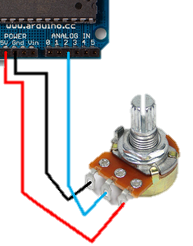 www.arduino.cc
POWER ANALOG IN
5V Gnd Vin 0 1 2 3 4 5